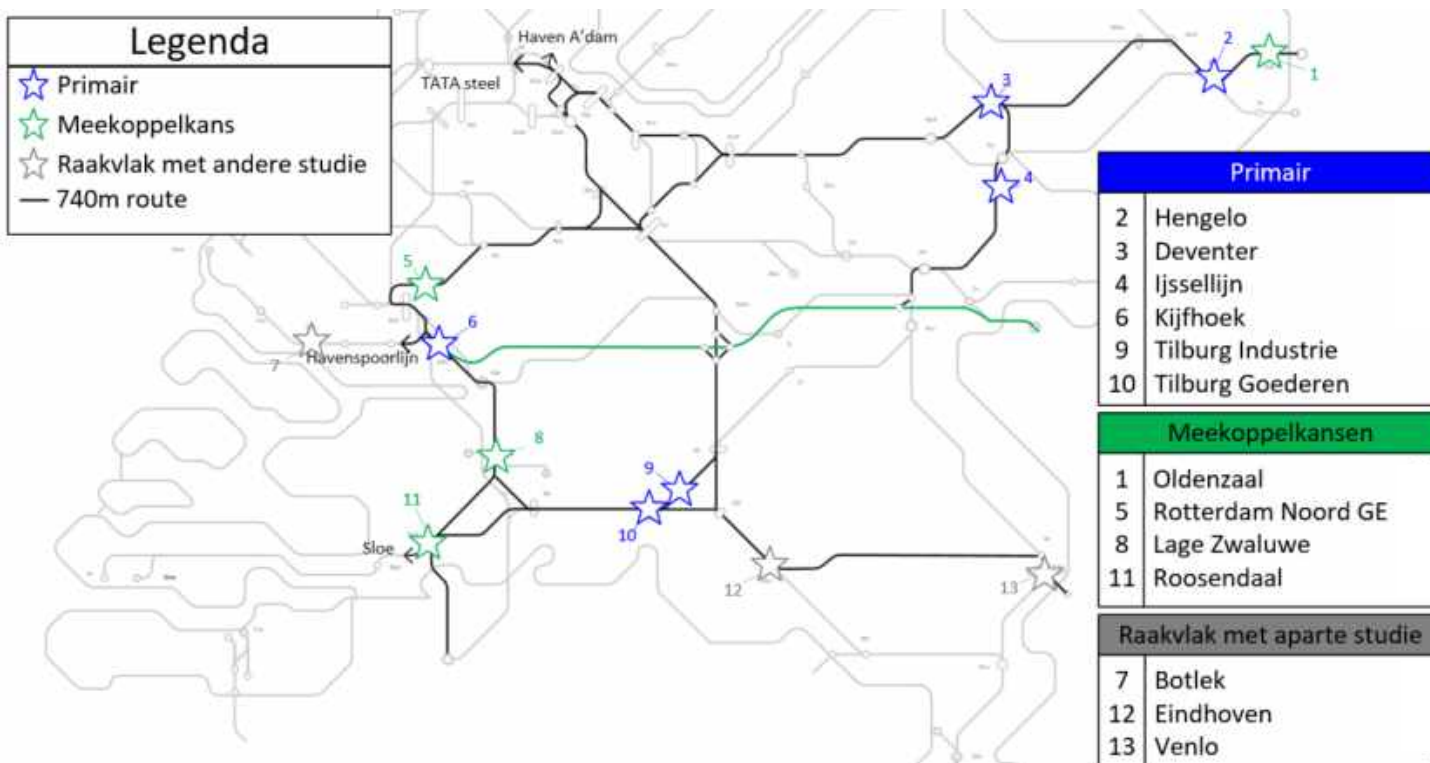 Legenda
Primair
Meekoppelkans
Raakvlak met andere studie
740m route
Haven A'dam
TATA steel
1
2
3
4
5
6
7
Havenspoorlijn
8
9
10
11
Sloe
12
13
Primair
2 Hengelo
3 Deventer
4 Ijssellijn
6 Kijfhoek
9 Tilburg Industrie
10 Tilburg Goederen
Meekoppelkansen
1 Oldenzaal
5 Rotterdam Noord GE
8 Lage Zwaluwe
11 Roosendaal
Raakvlak met aparte studie
7 Botlek
12 Eindhoven
13 Venlo